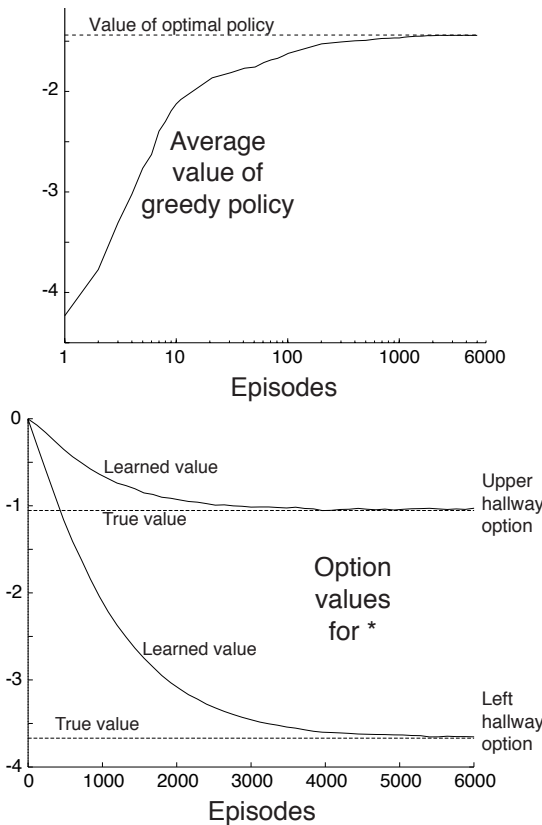 Value of optimal policy
-2
-3
-4
Average
value of
greedy policy
1
10
100
1000
6000
Episodes
0
-1
-2
-3
-4
Learned value
True value
Upper
hallway
option
Option
values
for *
Learned value
True value
Left
hallway
option
0
1000
2000
3000
4000
5000
6000
Episodes